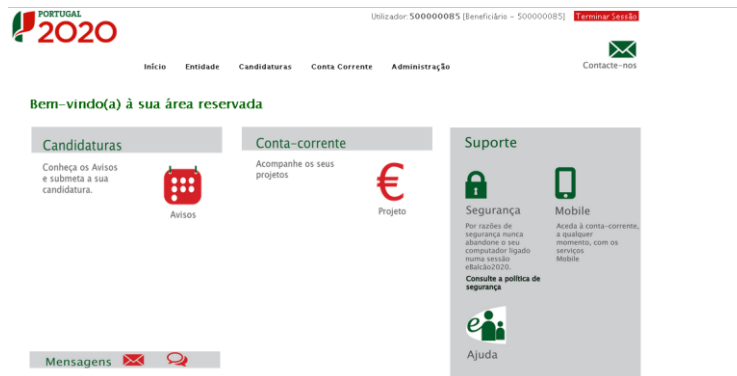 PORTUGAL
2020
Utilizador:500000085 [Beneficiário - 500000085] Terminar Sessão
Contacte-nos
Início Entidade Candidaturas Conta Corrente Administração
Bem-vindo(a) à sua área reservada
Candidaturas
Conheça os Avisos
e submeta a sua
candidatura.
Avisos
Conta-corrente
Acompanhe os seus
projetos
€
Projeto
Suporte
Segurança
Por razões de
segurança nunca
abandone o seu
computador ligado
numa sessão
eBalcão2020.
Consulte a política de
segurança
Mobile
Aceda à conta-corrente,
a qualquer
momento, com os
serviços
Mobile
e
Ajuda
Mensagens